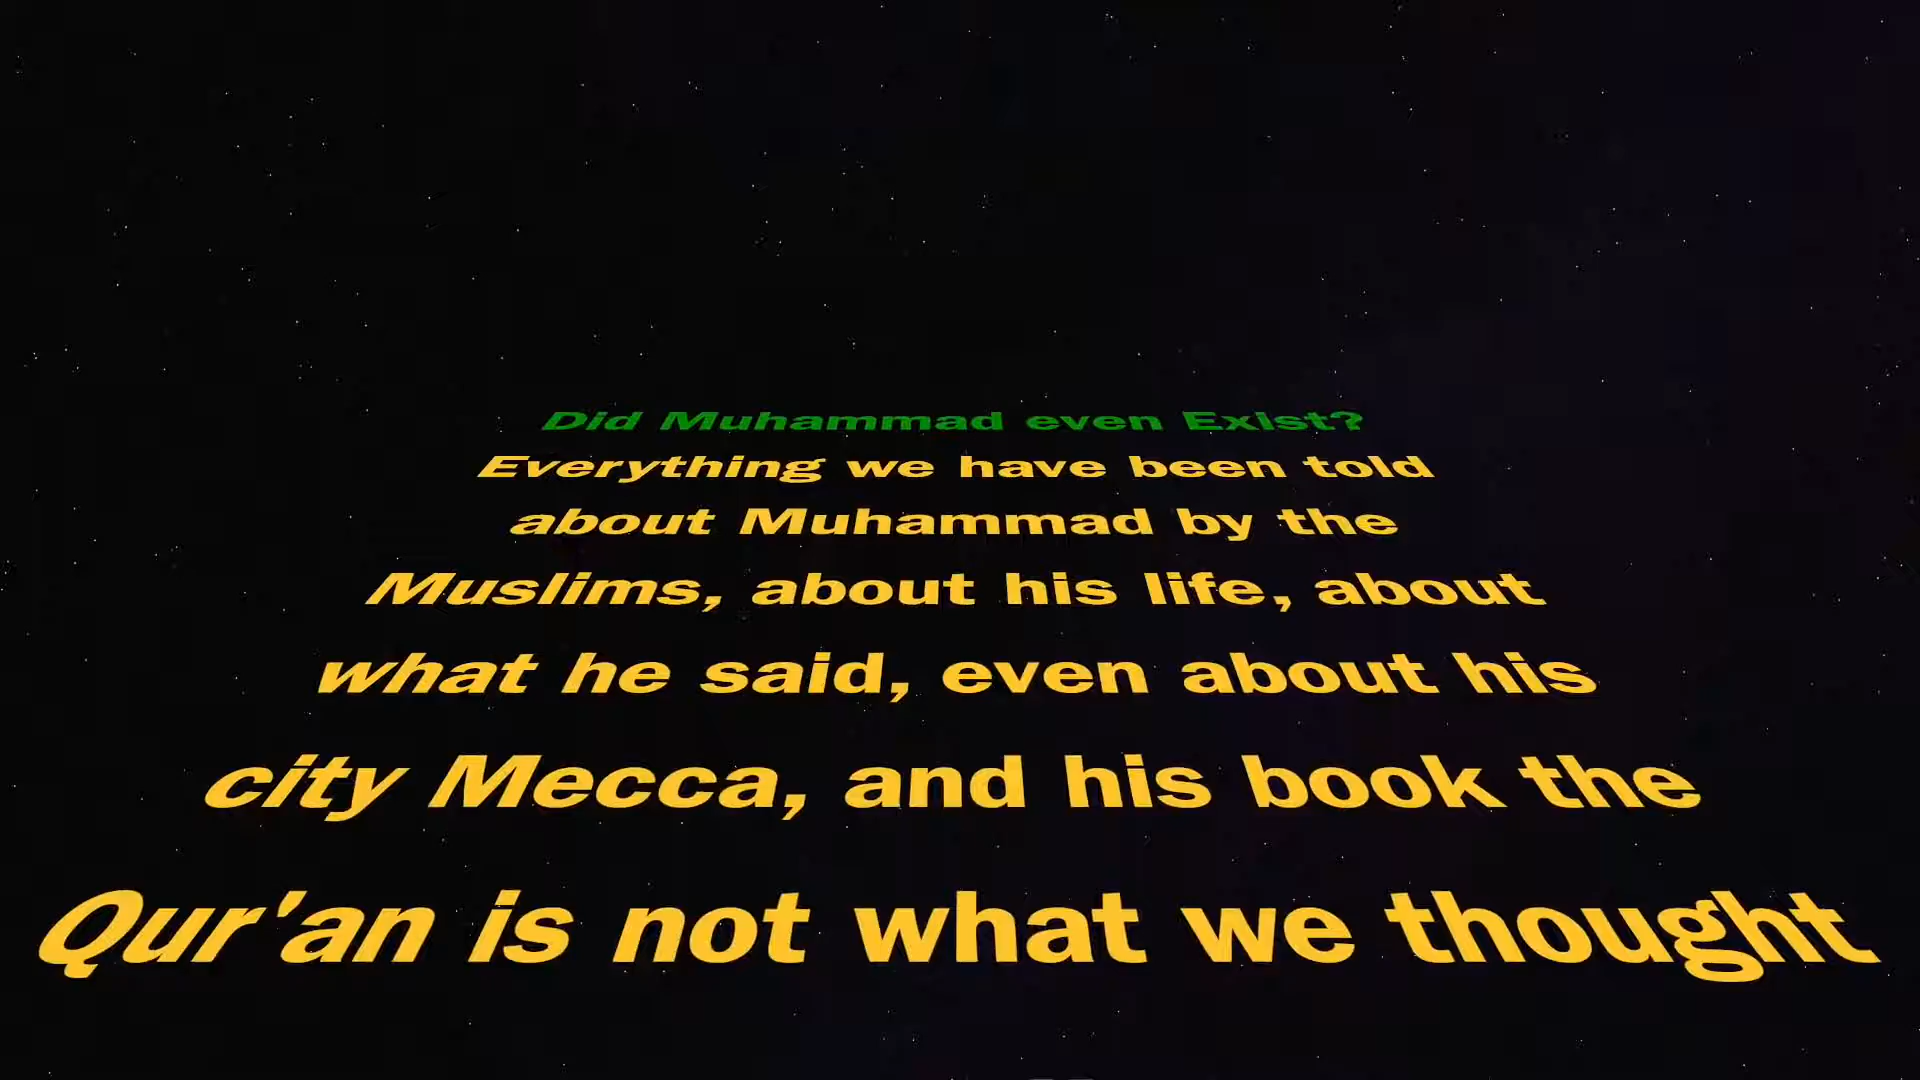 Did Muhammad even Exist?
Everything we have been told
about Muhammad by the
Muslims, about his life, about
what he said, even about his
city Mecca, and his book the
Qur'an is not what we thought